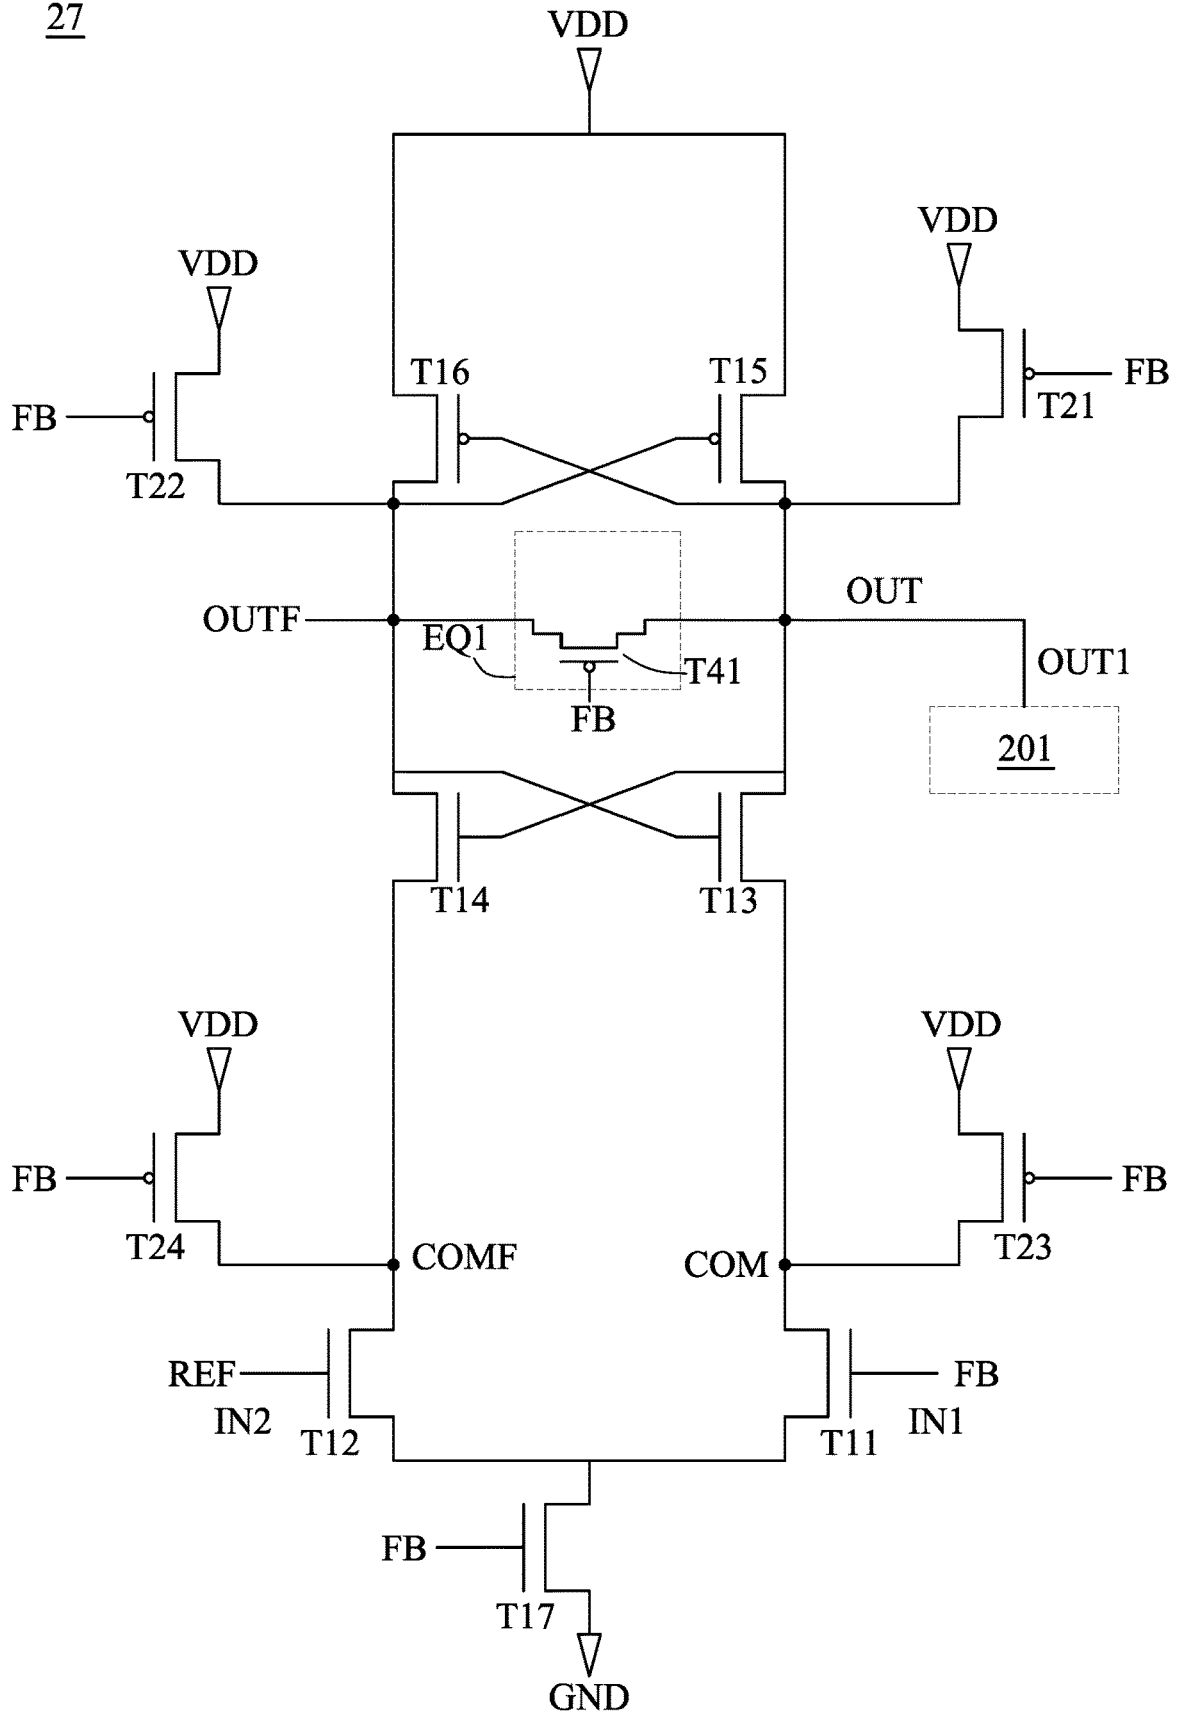 27
VDD
VDD
VDD
T16
T15
FB
T22
FB
T21
OUTF
EQ1
T41
FB
OUT
OUT1
201
T14
T13
VDD
VDD
FB
T24
COMF
COM
FB
T23
REF
IN2
T12
FB
IN1
T11
FB
T17
GND